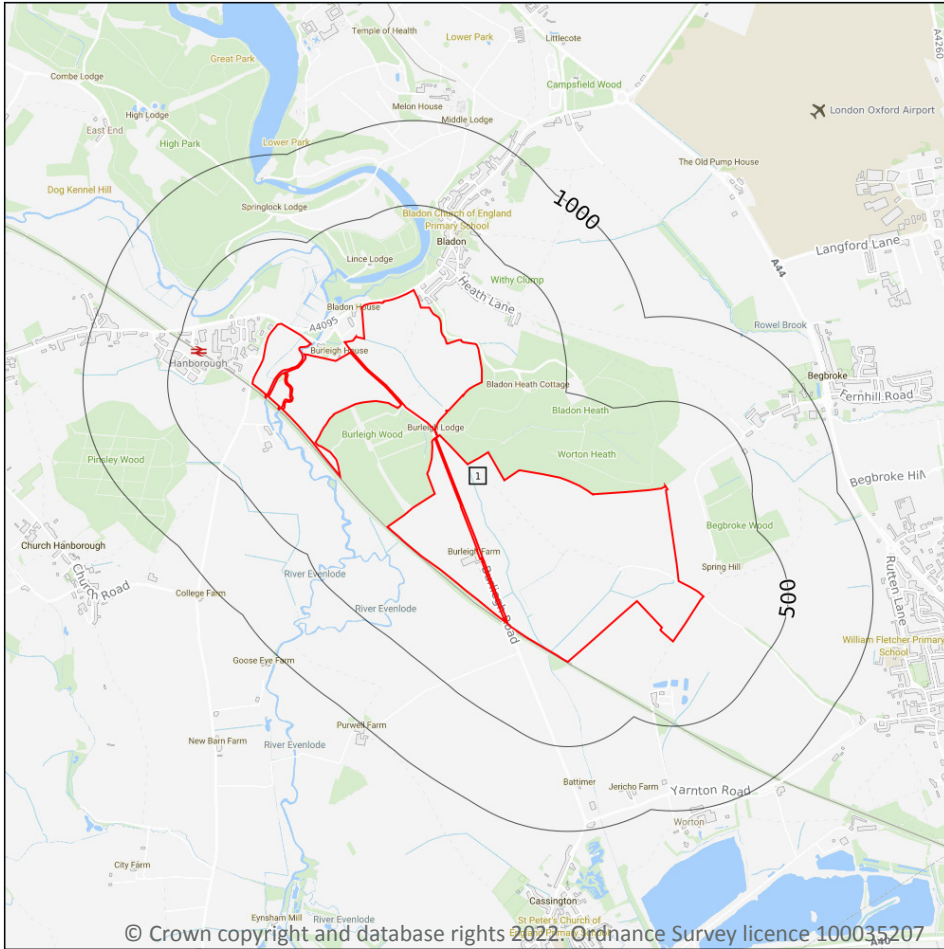 Temple of Health
Lower Park
Littlecote
A4260
Great Park
Combe Lodge
Campsfield Wood
Melon House
High Lodge
Middle Lodge
London Oxford Airport
East End
High Park
Lower Park
The Old Pump House
Dog Kennel Hill
1000
Springlock Lodge
Bladon Church of England
Primary School
Bladon
Langford Lane
Lince Lodge
A44
Withy Clump
Heath Lane
Bladon House
A4095
Rowel Brook
Hanborough
Burleigh House
Begbroke
Bladon Heath Cottage
Fernhill Road
Bladon Heath
Burleigh Lodge
Burleigh Wood
Worton Heath
Pinsley Wood
1
Begbroke Hill
Begbroke Wood
Church Hanborough
Burleigh Farm
Spring Hill
River Evenlode
Church Road
College Farm
River Evenlode
Burleigh Road
500
Rutten Lane
William Fletcher Primary
School
Goose Eye Farm
Purwell Farm
New Barn Farm
River Evenlode
Battimer
Jericho Farm
Yarnton Road
Worton
City Farm
Cassington
Eynsham Mill
River Evenlode
St Peter's Church of
England Primary School
A40
© Crown copyright and database rights 2022. Ordnance Survey licence 100035207